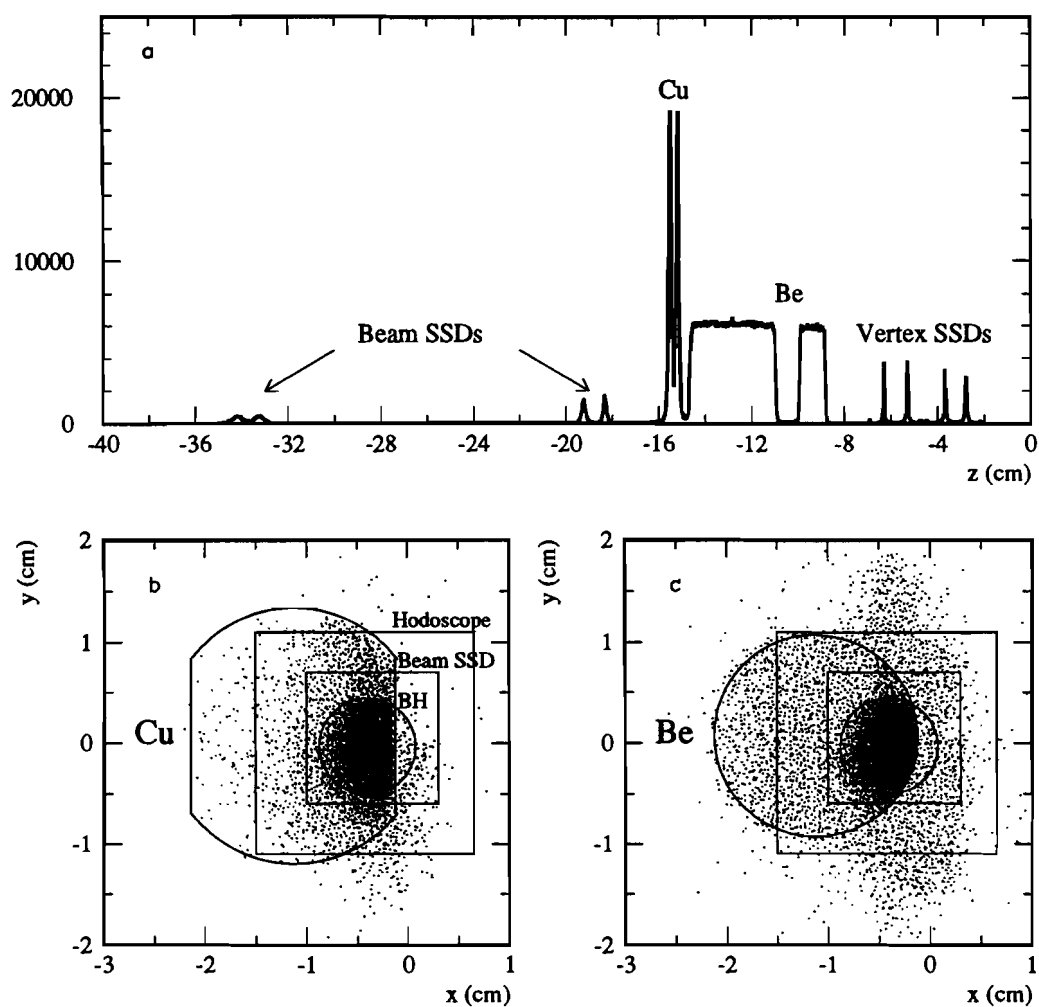 a
20000
10000
0
Cu
Be
Beam SSDs
Vertex SSDs
-40 -36 -32 -28 -24 -20 -16 -12 -8 -4 0
z (cm)
y (cm)
2
1
0
-1
-2
b
Hodoscope
Beam SSD
BH
Cu
-3 -2 -1 0 1
x (cm)
y (cm)
2
1
0
-1
-2
c
Be
-3 -2 -1 0 1
x (cm)